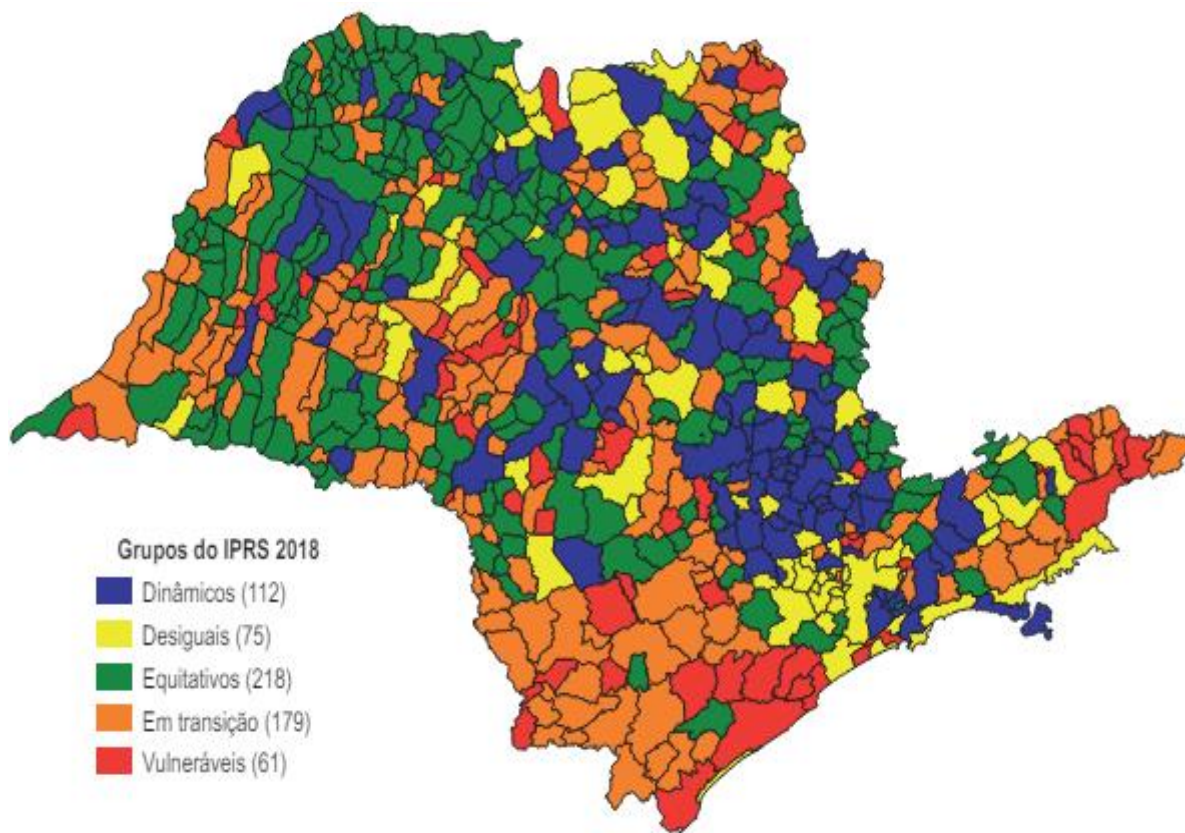 Grupos do IPRS 2018
Dinâmicos (112)
Desiguais (75)
Equitativos (218)
Em transição (179)
Vulneráveis (61)